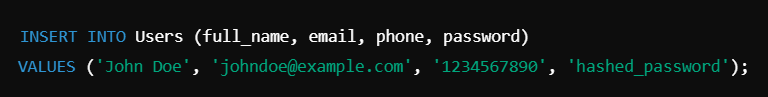 INSERT INTO Users (full_name, email, phone, password)
VALUES ('John Doe', 'johndoe@example.com', '1234567890', 'hashed_password');